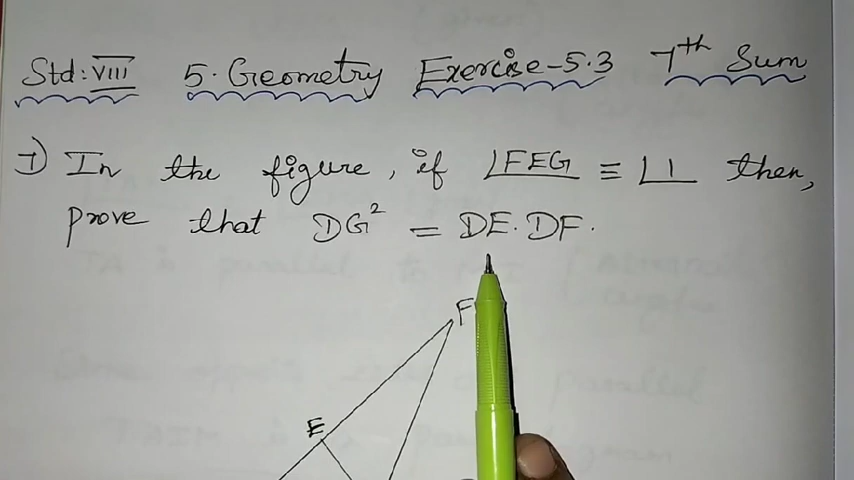 Std: VIII 5. Geometry Exercise-5.3 7th Sum
7) In the figure, if ∠FEG ≡ ∠1 then,
prove that DG² = DE.DF.
F
E